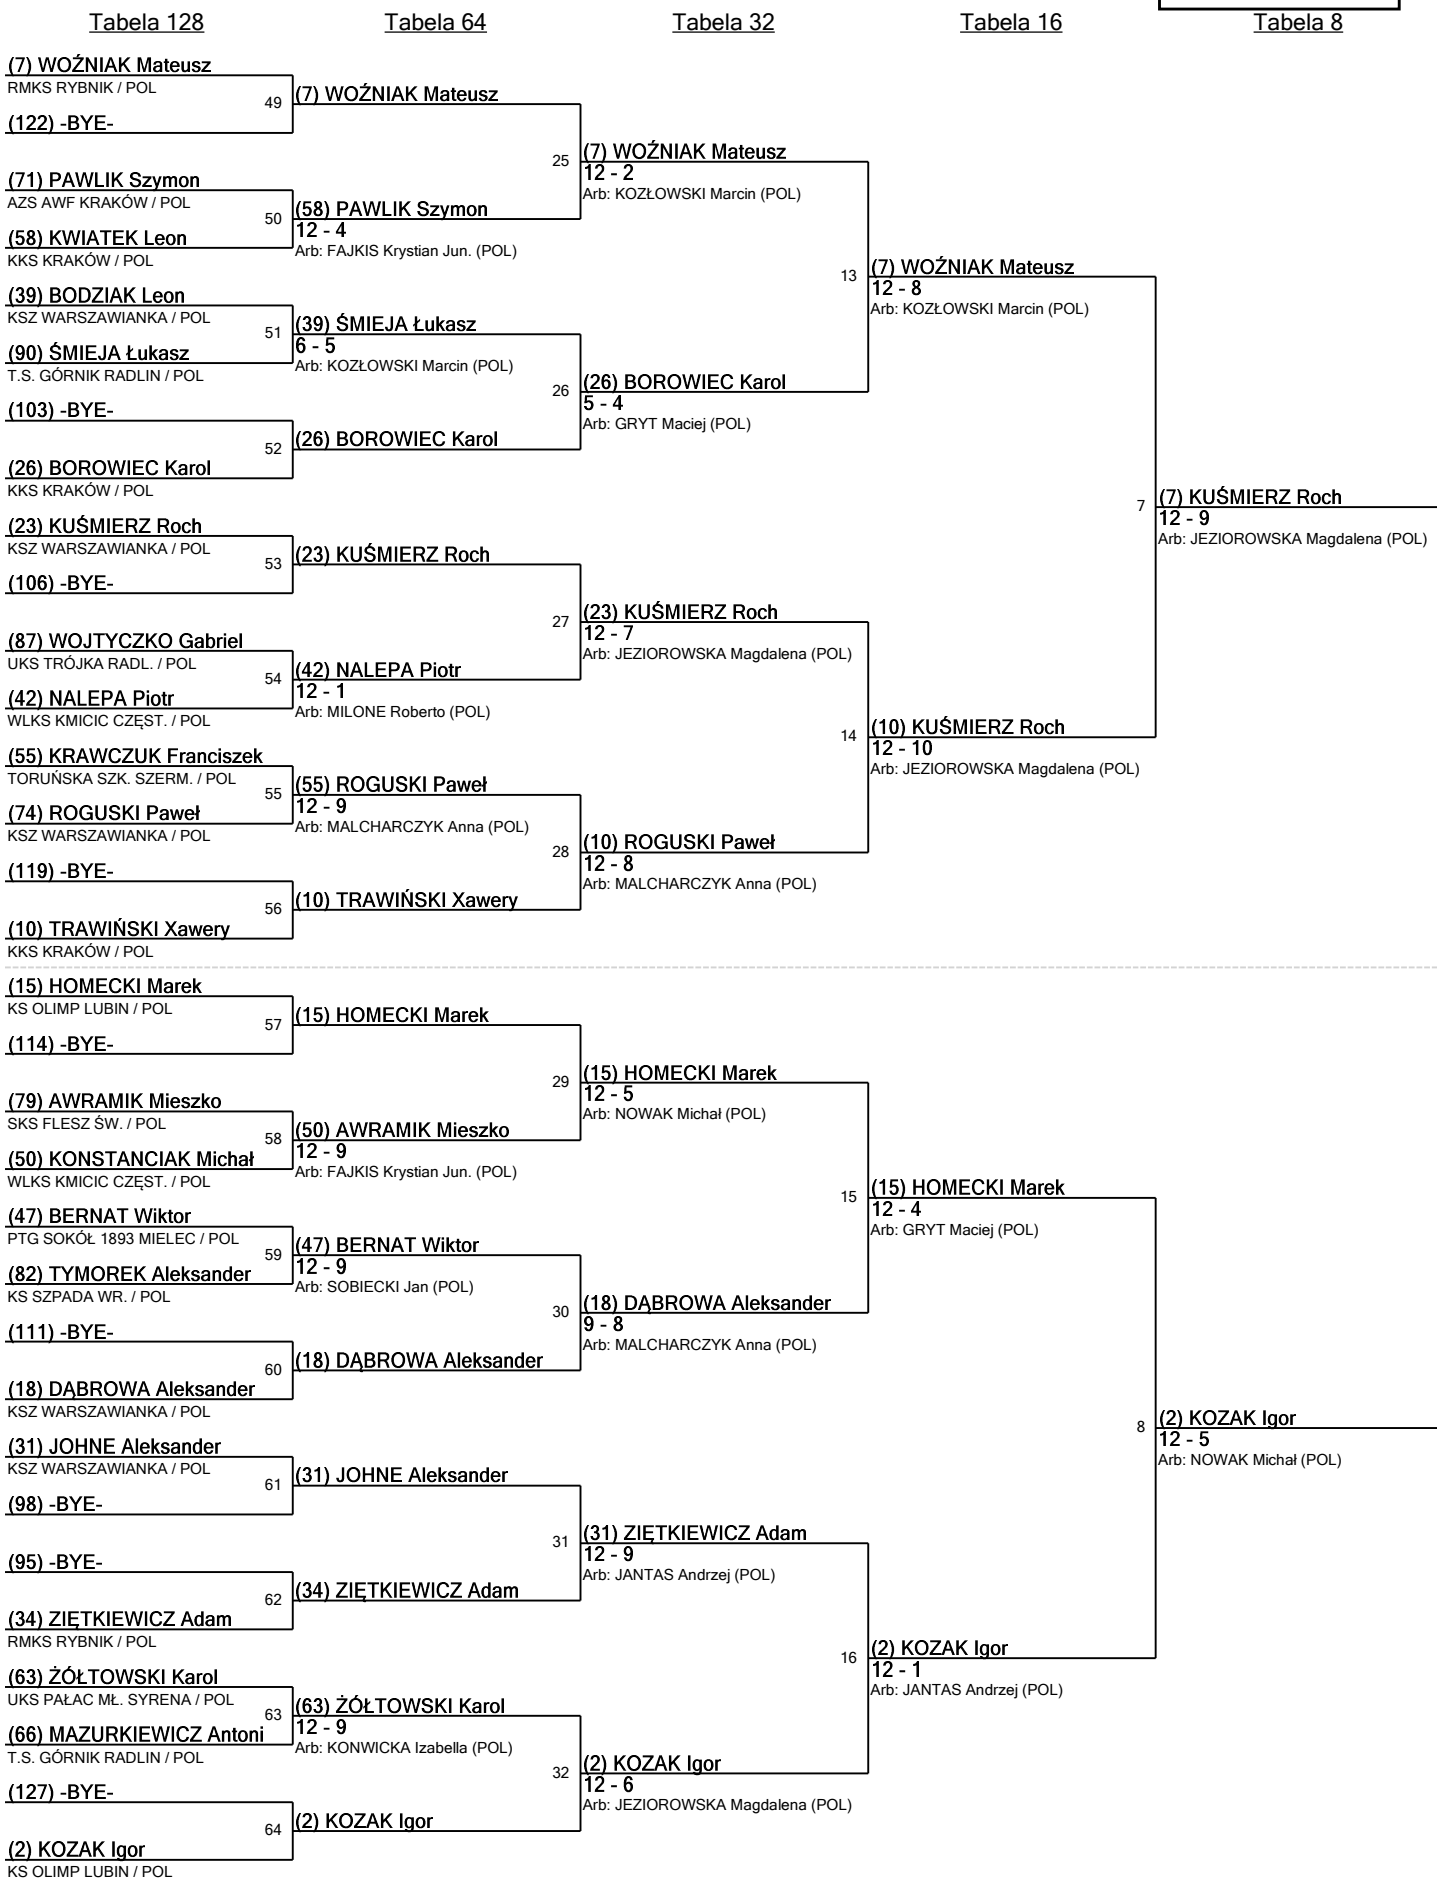 Tabela 128
Tabela 64
Tabela 32
Tabela 16
Tabela 8
(7) WOŹNIAK Mateusz
RMKS RYBNIK / POL
49
(122) -BYE-
(71) PAWLIK Szymon
AZS AWF KRAKÓW / POL
50
(58) KWIATEK Leon
KKS KRAKÓW / POL
(39) BODZIAK Leon
KSZ WARSZAWIANKA / POL
51
(90) ŚMIEJA Łukasz
T.S. GÓRNIK RADLIN / POL
(103) -BYE-
52
(26) BOROWIEC Karol
KKS KRAKÓW / POL
(23) KUŚMIERZ Roch
KSZ WARSZAWIANKA / POL
53
(106) -BYE-
(87) WOJTYCZKO Gabriel
UKS TRÓJKA RADL. / POL
54
(42) NALEPA Piotr
WLKS KMICIC CZĘST. / POL
(55) KRAWCZUK Franciszek
TORUŃSKA SZK. SZERM. / POL
55
(74) ROGUSKI Paweł
KSZ WARSZAWIANKA / POL
(119) -BYE-
56
(10) TRAWIŃSKI Xawery
KKS KRAKÓW / POL
(15) HOMECKI Marek
KS OLIMP LUBIN / POL
57
(114) -BYE-
(79) AWRAMIK Mieszko
SKS FLESZ ŚW. / POL
58
(50) KONSTANCIAK Michał
WLKS KMICIC CZĘST. / POL
(47) BERNAT Wiktor
PTG SOKÓŁ 1893 MIELEC / POL
59
(82) TYMOREK Aleksander
KS SZPADA WR. / POL
(111) -BYE-
60
(18) DĄBROWA Aleksander
KSZ WARSZAWIANKA / POL
(31) JOHNE Aleksander
KSZ WARSZAWIANKA / POL
61
(98) -BYE-
(95) -BYE-
62
(34) ZIĘTKIEWICZ Adam
RMKS RYBNIK / POL
(63) ŻÓŁTOWSKI Karol
UKS PAŁAC MŁ. SYRENA / POL
63
(66) MAZURKIEWICZ Antoni
T.S. GÓRNIK RADLIN / POL
(127) -BYE-
64
(2) KOZAK Igor
KS OLIMP LUBIN / POL
(7) WOŹNIAK Mateusz
25
(58) PAWLIK Szymon
12 - 4
Arb: FAJKIS Krystian Jun. (POL)
(39) ŚMIEJA Łukasz
6 - 5
Arb: KOZŁOWSKI Marcin (POL)
26
(26) BOROWIEC Karol
(23) KUŚMIERZ Roch
27
(42) NALEPA Piotr
12 - 1
Arb: MILONE Roberto (POL)
(55) ROGUSKI Paweł
12 - 9
Arb: MALCHARCZYK Anna (POL)
28
(10) TRAWIŃSKI Xawery
(15) HOMECKI Marek
29
(50) AWRAMIK Mieszko
12 - 9
Arb: FAJKIS Krystian Jun. (POL)
(47) BERNAT Wiktor
12 - 9
Arb: SOBIECKI Jan (POL)
30
(18) DĄBROWA Aleksander
(31) JOHNE Aleksander
31
(34) ZIĘTKIEWICZ Adam
(63) ŻÓŁTOWSKI Karol
12 - 9
Arb: KONWICKA Izabella (POL)
32
(2) KOZAK Igor
(7) WOŹNIAK Mateusz
12 - 2
Arb: KOZŁOWSKI Marcin (POL)
13
(26) BOROWIEC Karol
5 - 4
Arb: GRYT Maciej (POL)
(23) KUŚMIERZ Roch
12 - 7
Arb: JEZIOROWSKA Magdalena (POL)
14
(10) ROGUSKI Paweł
12 - 8
Arb: MALCHARCZYK Anna (POL)
(15) HOMECKI Marek
12 - 5
Arb: NOWAK Michał (POL)
15
(18) DĄBROWA Aleksander
9 - 8
Arb: MALCHARCZYK Anna (POL)
(31) ZIĘTKIEWICZ Adam
12 - 9
Arb: JANTAS Andrzej (POL)
16
(2) KOZAK Igor
12 - 6
Arb: JEZIOROWSKA Magdalena (POL)
(7) WOŹNIAK Mateusz
12 - 8
Arb: KOZŁOWSKI Marcin (POL)
7
(10) KUŚMIERZ Roch
12 - 10
Arb: JEZIOROWSKA Magdalena (POL)
(15) HOMECKI Marek
12 - 4
Arb: GRYT Maciej (POL)
8
(2) KOZAK Igor
12 - 1
Arb: JANTAS Andrzej (POL)
(7) KUŚMIERZ Roch
12 - 9
Arb: JEZIOROWSKA Magdalena (POL)
(2) KOZAK Igor
12 - 5
Arb: NOWAK Michał (POL)